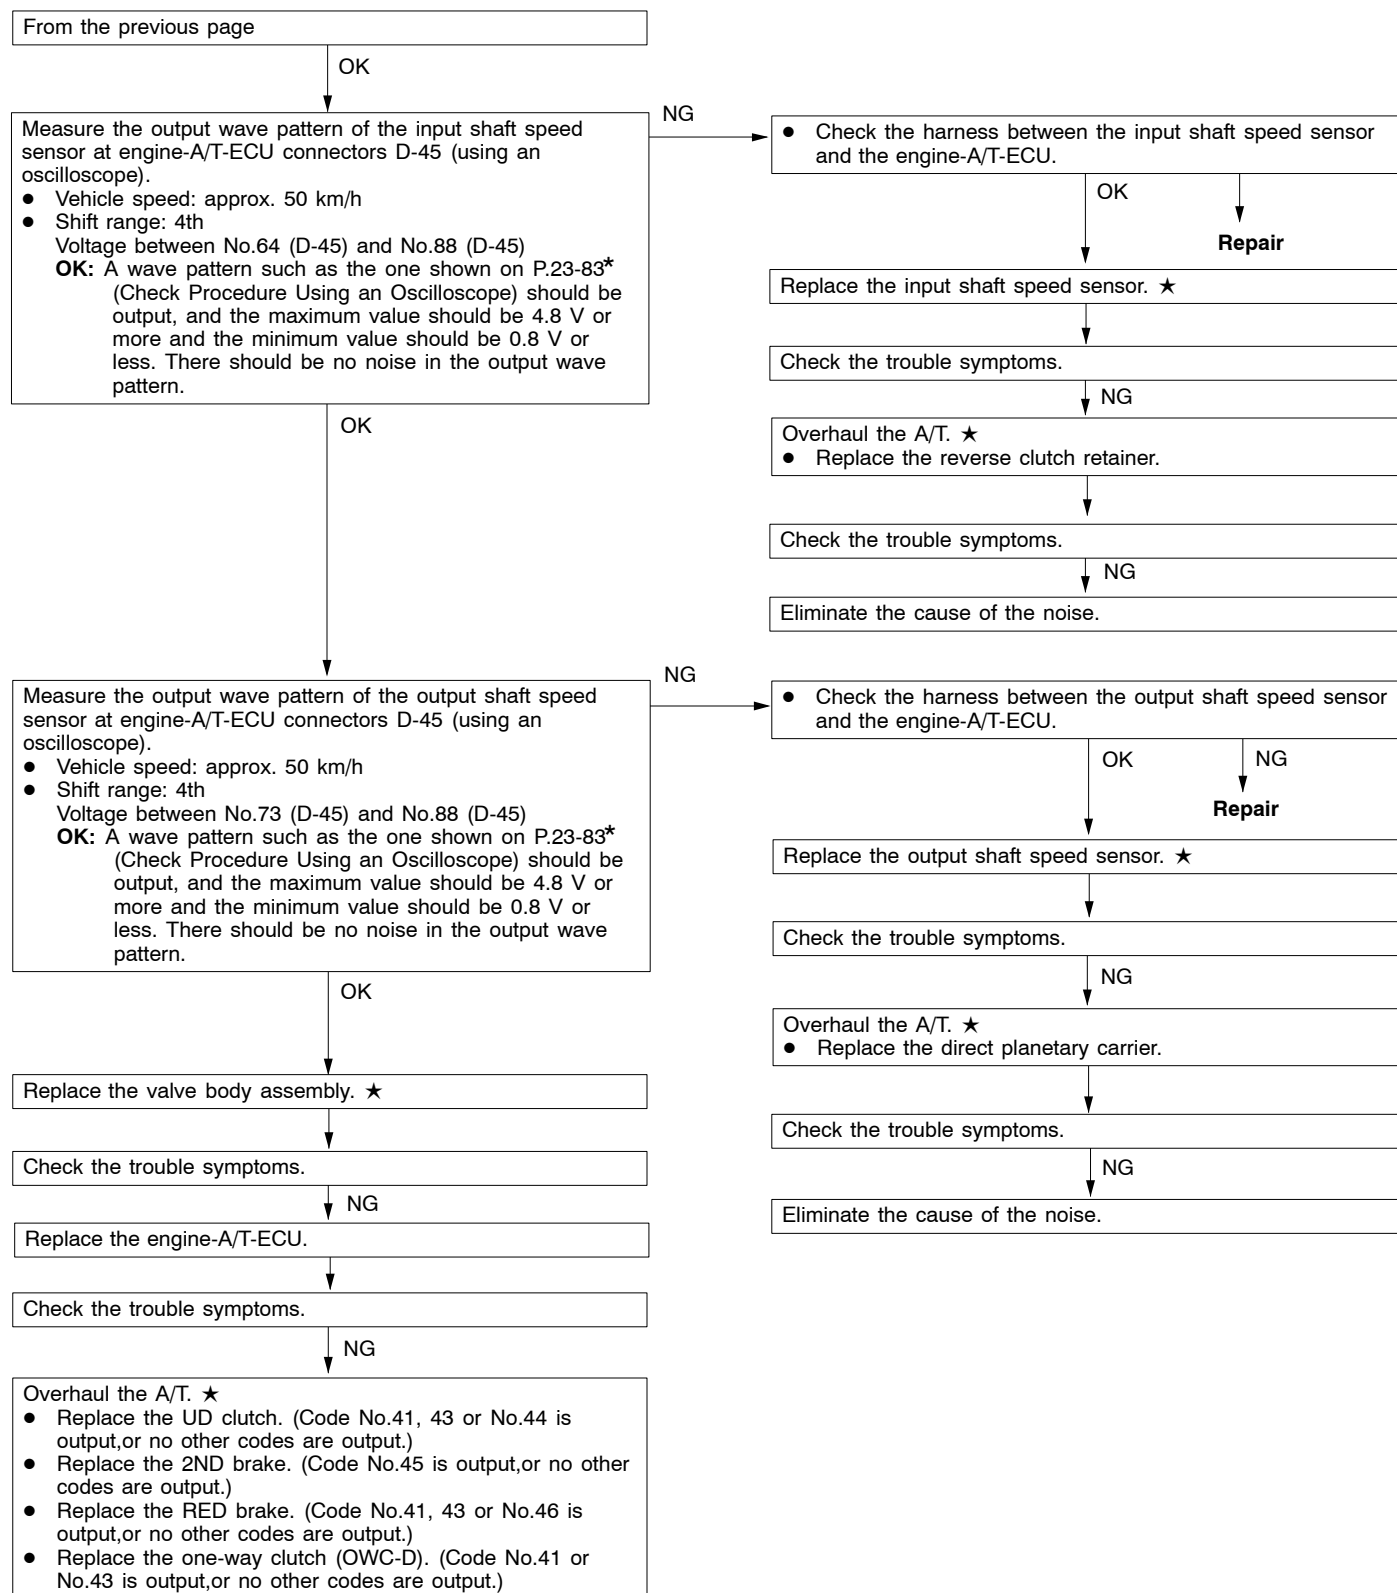 From the previous page
OK
Measure the output wave pattern of the input shaft speed
sensor at engine-A/T-ECU connectors D-45 (using an
oscilloscope).
● Vehicle speed: approx. 50 km/h
● Shift range: 4th
Voltage between No.64 (D-45) and No.88 (D-45)
OK: A wave pattern such as the one shown on P.23-83*
(Check Procedure Using an Oscilloscope) should be
output, and the maximum value should be 4.8 V or
more and the minimum value should be 0.8 V or
less. There should be no noise in the output wave
pattern.
NG
● Check the harness between the input shaft speed sensor
and the engine-A/T-ECU.
OK
Repair
Replace the input shaft speed sensor. ★
Check the trouble symptoms.
NG
Overhaul the A/T. ★
● Replace the reverse clutch retainer.
Check the trouble symptoms.
NG
Eliminate the cause of the noise.
OK
Measure the output wave pattern of the output shaft speed
sensor at engine-A/T-ECU connectors D-45 (using an
oscilloscope).
● Vehicle speed: approx. 50 km/h
● Shift range: 4th
Voltage between No.73 (D-45) and No.88 (D-45)
OK: A wave pattern such as the one shown on P.23-83*
(Check Procedure Using an Oscilloscope) should be
output, and the maximum value should be 4.8 V or
more and the minimum value should be 0.8 V or
less. There should be no noise in the output wave
pattern.
NG
● Check the harness between the output shaft speed sensor
and the engine-A/T-ECU.
OK
NG
Repair
Replace the output shaft speed sensor. ★
Check the trouble symptoms.
NG
Overhaul the A/T. ★
● Replace the direct planetary carrier.
Check the trouble symptoms.
NG
Eliminate the cause of the noise.
OK
Replace the valve body assembly. ★
Check the trouble symptoms.
NG
Replace the engine-A/T-ECU.
Check the trouble symptoms.
NG
Overhaul the A/T. ★
● Replace the UD clutch. (Code No.41, 43 or No.44 is
output,or no other codes are output.)
● Replace the 2ND brake. (Code No.45 is output,or no other
codes are output.)
● Replace the RED brake. (Code No.41, 43 or No.46 is
output,or no other codes are output.)
● Replace the one-way clutch (OWC-D). (Code No.41 or
No.43 is output,or no other codes are output.)